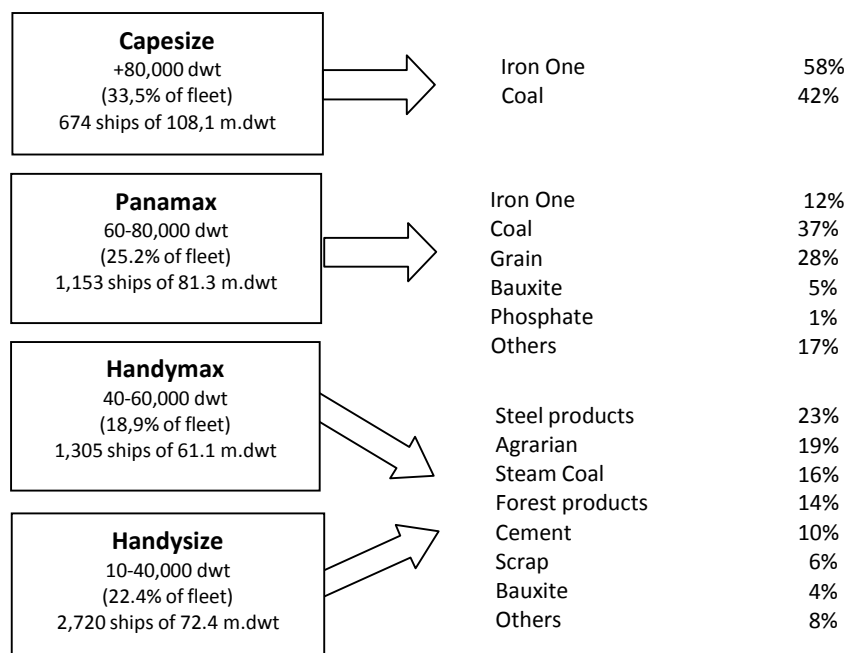 Capesize
+80,000 dwt
(33,5% of fleet)
674 ships of 108,1 m.dwt
Iron One 58%
Coal 42%
Panamax
60-80,000 dwt
(25.2% of fleet)
1,153 ships of 81.3 m.dwt
Iron One 12%
Coal 37%
Grain 28%
Bauxite 5%
Phosphate 1%
Others 17%
Handymax
40-60,000 dwt
(18,9% of fleet)
1,305 ships of 61.1 m.dwt
Handysize
10-40,000 dwt
(22.4% of fleet)
2,720 ships of 72.4 m.dwt
Steel products 23%
Agrarian 19%
Steam Coal 16%
Forest products 14%
Cement 10%
Scrap 6%
Bauxite 4%
Others 8%